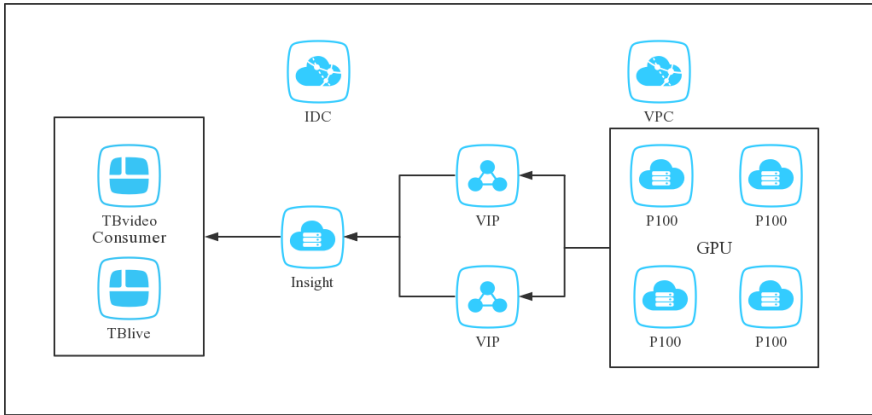 IDC
VPC
TBvideo
Consumer
TBlive
Insight
VIP
VIP
P100
P100
GPU
P100
P100